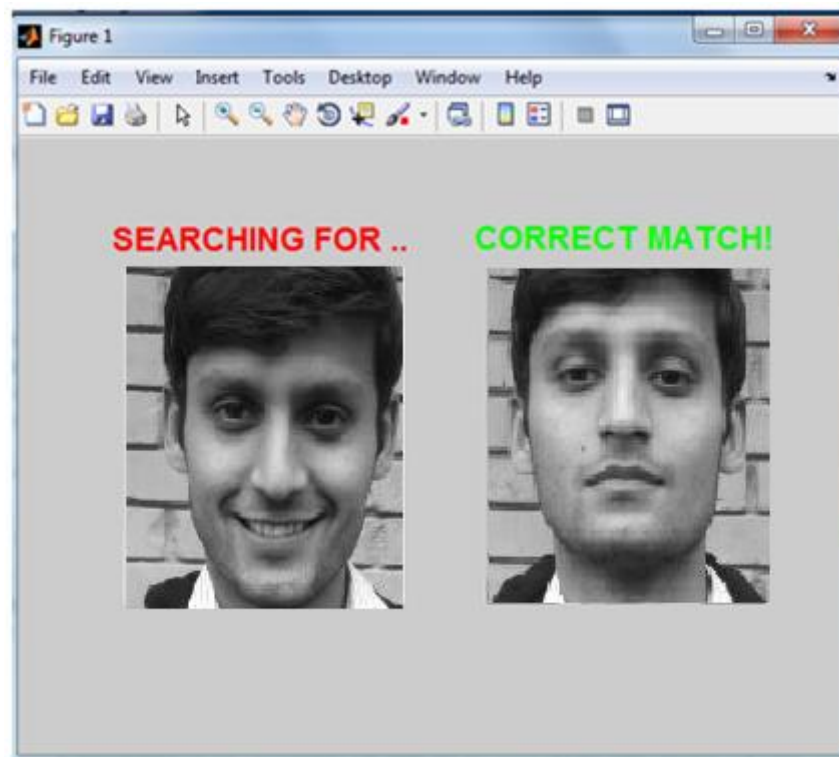 Figure 1
File Edit View Insert Tools Desktop Window Help
SEARCHING FOR .. CORRECT MATCH!